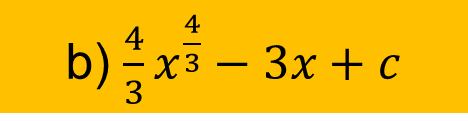 b) 4/3 x^(4/3) − 3x + c